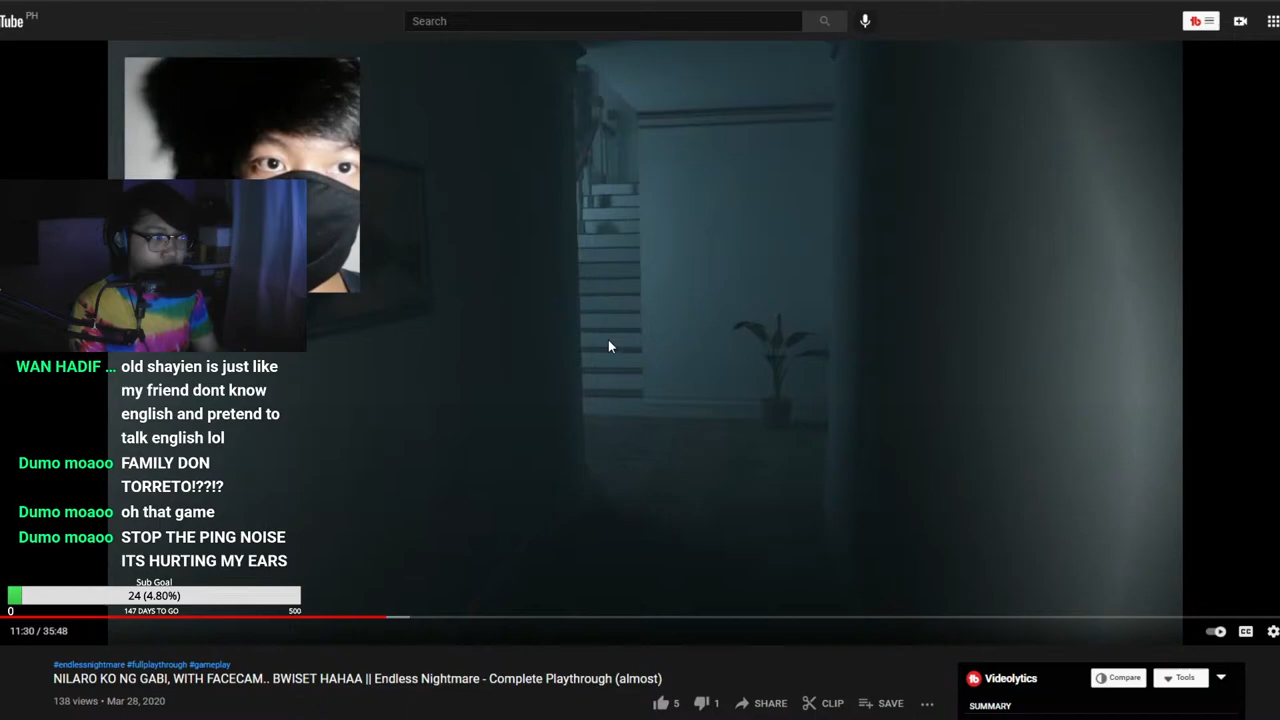 Tube PH
Search
WAN HADIF ... old shayien is just like
my friend dont know
english and pretend to
talk english lol
Dumo moaoo FAMILY DON
TORRETO!??!?
Dumo moaoo oh that game
Dumo moaoo STOP THE PING NOISE
ITS HURTING MY EARS
Sub Goal
24 (4.80%)
0 147 DAYS TO GO 500
11:30 / 35:48
CC
#endlessnightmare #fullplaythrough #gameplay
NILARO KO NG GABI, WITH FACECAM.. BWISET HAHAA || Endless Nightmare - Complete Playthrough (almost)
138 views • Mar 28, 2020
5 1 SHARE CLIP SAVE ...
tb Videolytics Compare Tools
SUMMARY